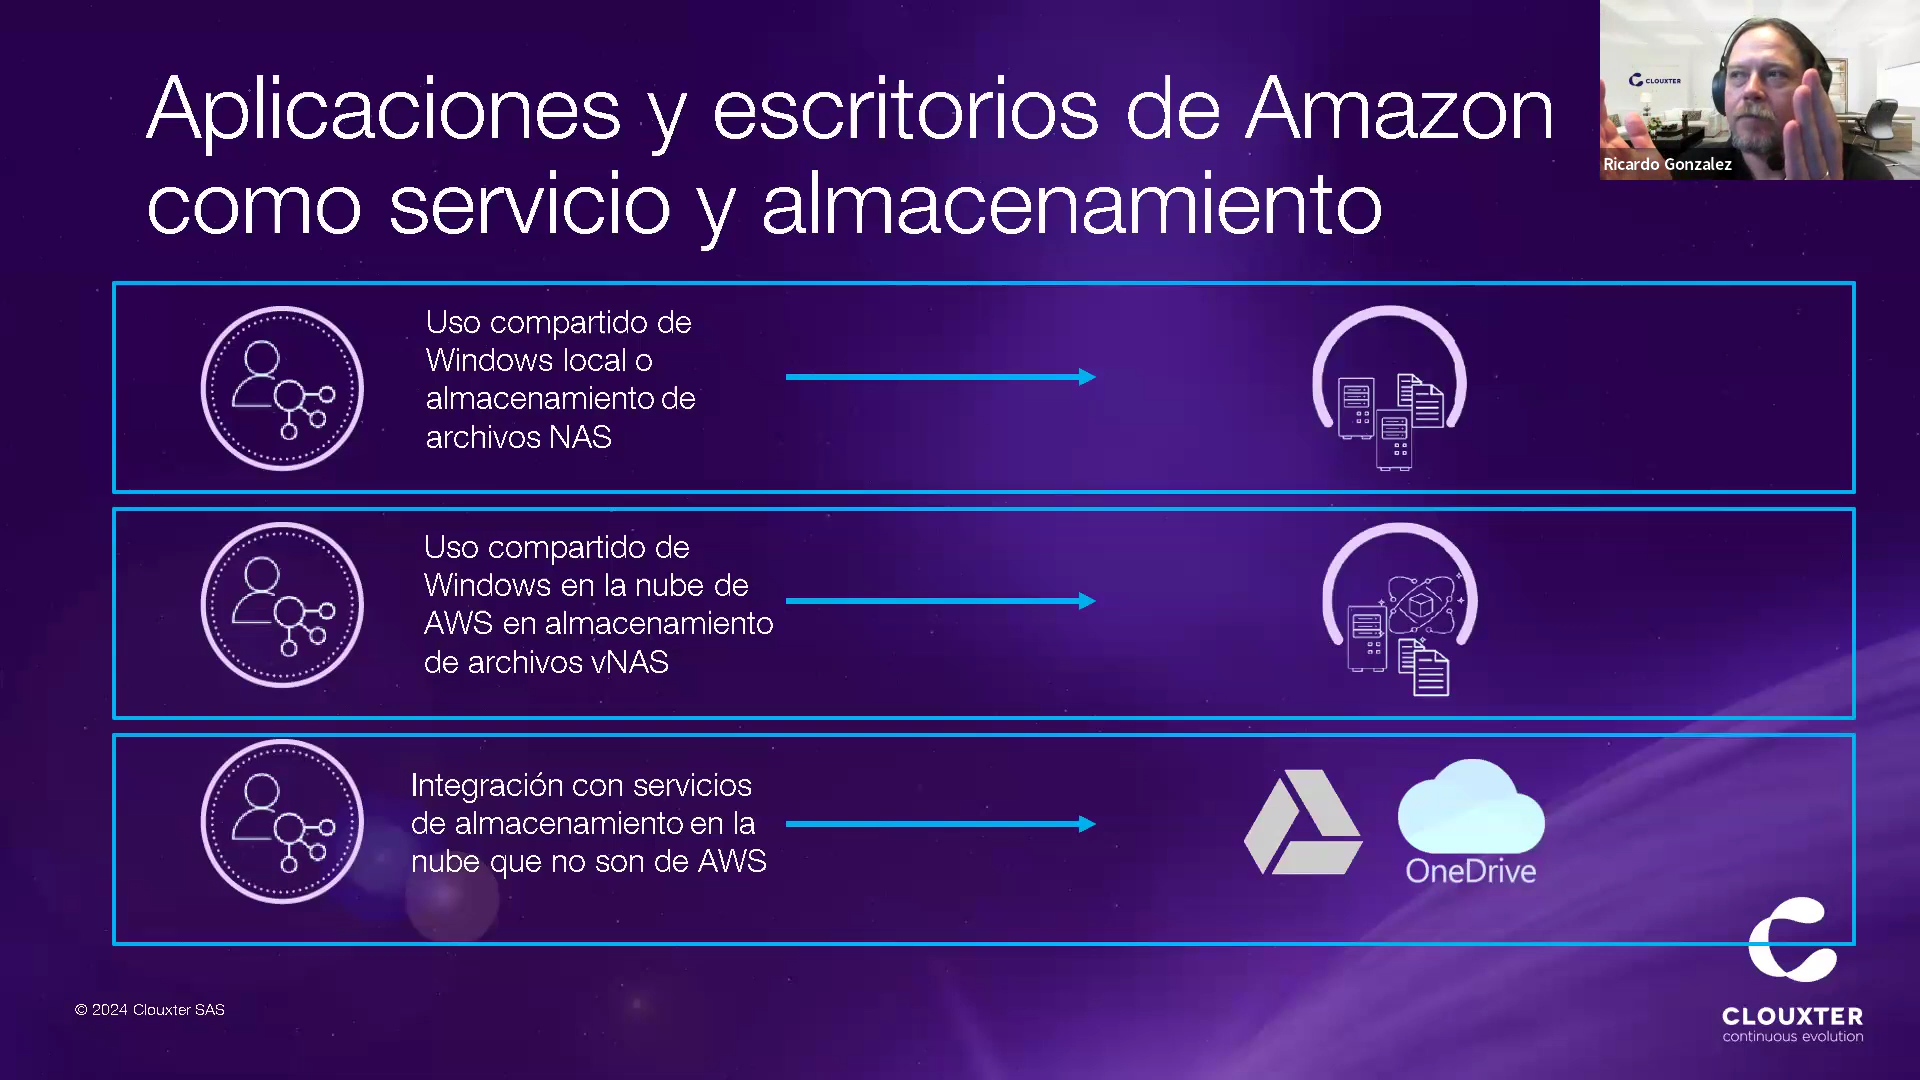 Aplicaciones y escritorios de Amazon
como servicio y almacenamiento
CLOUXTER
Ricardo Gonzalez
Uso compartido de
Windows local o
almacenamiento de
archivos NAS
Uso compartido de
Windows en la nube de
AWS en almacenamiento
de archivos vNAS
Integración con servicios
de almacenamiento en la
nube que no son de AWS
OneDrive
© 2024 Clouxter SAS
CLOUXTER
continuous evolution